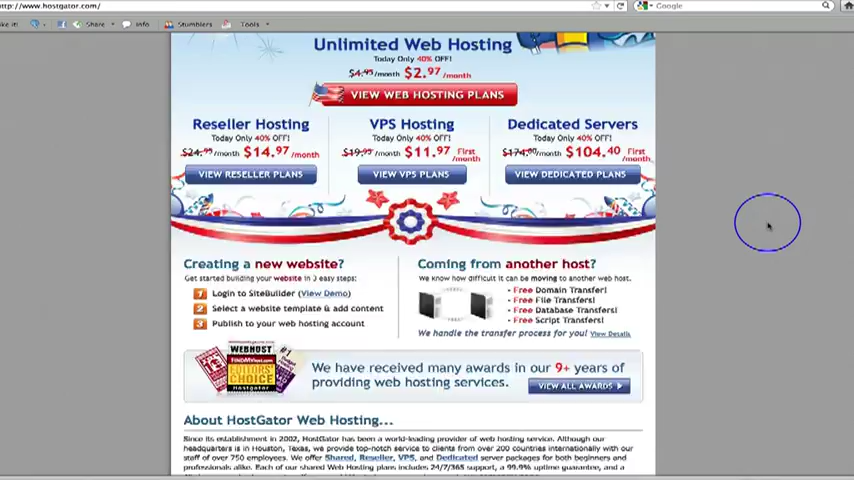 http://www.hostgator.com/
Google
Share
Info
Stumblers
Tools
Unlimited Web Hosting
Today Only 40% OFF!
$4.95/month $2.97/month
VIEW WEB HOSTING PLANS
Reseller Hosting
Today Only 40% OFF!
$24.95/month $14.97/month
VIEW RESELLER PLANS
VPS Hosting
Today Only 40% OFF!
$19.95/month $11.97 First/month
VIEW VPS PLANS
Dedicated Servers
Today Only 40% OFF!
$174.00/month $104.40 First/month
VIEW DEDICATED PLANS
Creating a new website?
Get started building your website in 3 easy steps:
1 Login to SiteBuilder (View Demo)
2 Select a website template & add content
3 Publish to your web hosting account
Coming from another host?
We know how difficult it can be moving to another web host.
• Free Domain Transfer!
• Free File Transfers!
• Free Database Transfers!
• Free Script Transfers!
We handle the transfer process for you! View Details
WEBHOST
EDITORS'
CHOICE
Hostgator
#1
We have received many awards in our 9+ years of
providing web hosting services.
VIEW ALL AWARDS
About HostGator Web Hosting...
Since its establishment in 2002, HostGator has been a world-leading provider of web hosting service. Although our
headquarters is in Houston, Texas, we provide top-notch service to clients from over 200 countries internationally with our
staff of over 750 employees. We offer Shared, Reseller, VPS, and Dedicated server packages for both beginners and
professionals alike. Each of our shared Web Hosting plans includes 24/7/365 support, a 99.9% uptime guarantee, and a